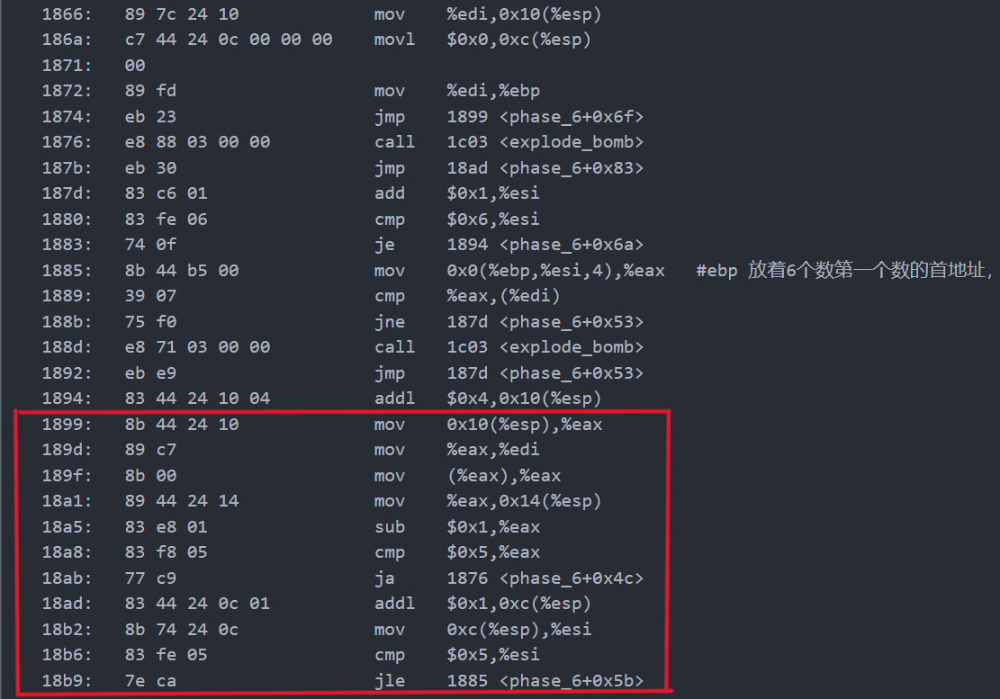 1866: 89 7c 24 10 mov %edi,0x10(%esp)
186a: c7 44 24 0c 00 00 00 movl $0x0,0xc(%esp)
1871: 00
1872: 89 fd mov %edi,%ebp
1874: eb 23 jmp 1899 <phase_6+0x6f>
1876: e8 88 03 00 00 call 1c03 <explode_bomb>
187b: eb 30 jmp 18ad <phase_6+0x83>
187d: 83 c6 01 add $0x1,%esi
1880: 83 fe 06 cmp $0x6,%esi
1883: 74 0f je 1894 <phase_6+0x6a>
1885: 8b 44 b5 00 mov 0x0(%ebp,%esi,4),%eax #ebp 放着6个数第一个数的首地址,
1889: 39 07 cmp %eax,(%edi)
188b: 75 f0 jne 187d <phase_6+0x53>
188d: e8 71 03 00 00 call 1c03 <explode_bomb>
1892: eb e9 jmp 187d <phase_6+0x53>
1894: 83 44 24 10 04 addl $0x4,0x10(%esp)
1899: 8b 44 24 10 mov 0x10(%esp),%eax
189d: 89 c7 mov %eax,%edi
189f: 8b 00 mov (%eax),%eax
18a1: 89 44 24 14 mov %eax,0x14(%esp)
18a5: 83 e8 01 sub $0x1,%eax
18a8: 83 f8 05 cmp $0x5,%eax
18ab: 77 c9 ja 1876 <phase_6+0x4c>
18ad: 83 44 24 0c 01 addl $0x1,0xc(%esp)
18b2: 8b 74 24 0c mov 0xc(%esp),%esi
18b6: 83 fe 05 cmp $0x5,%esi
18b9: 7e ca jle 1885 <phase_6+0x5b>